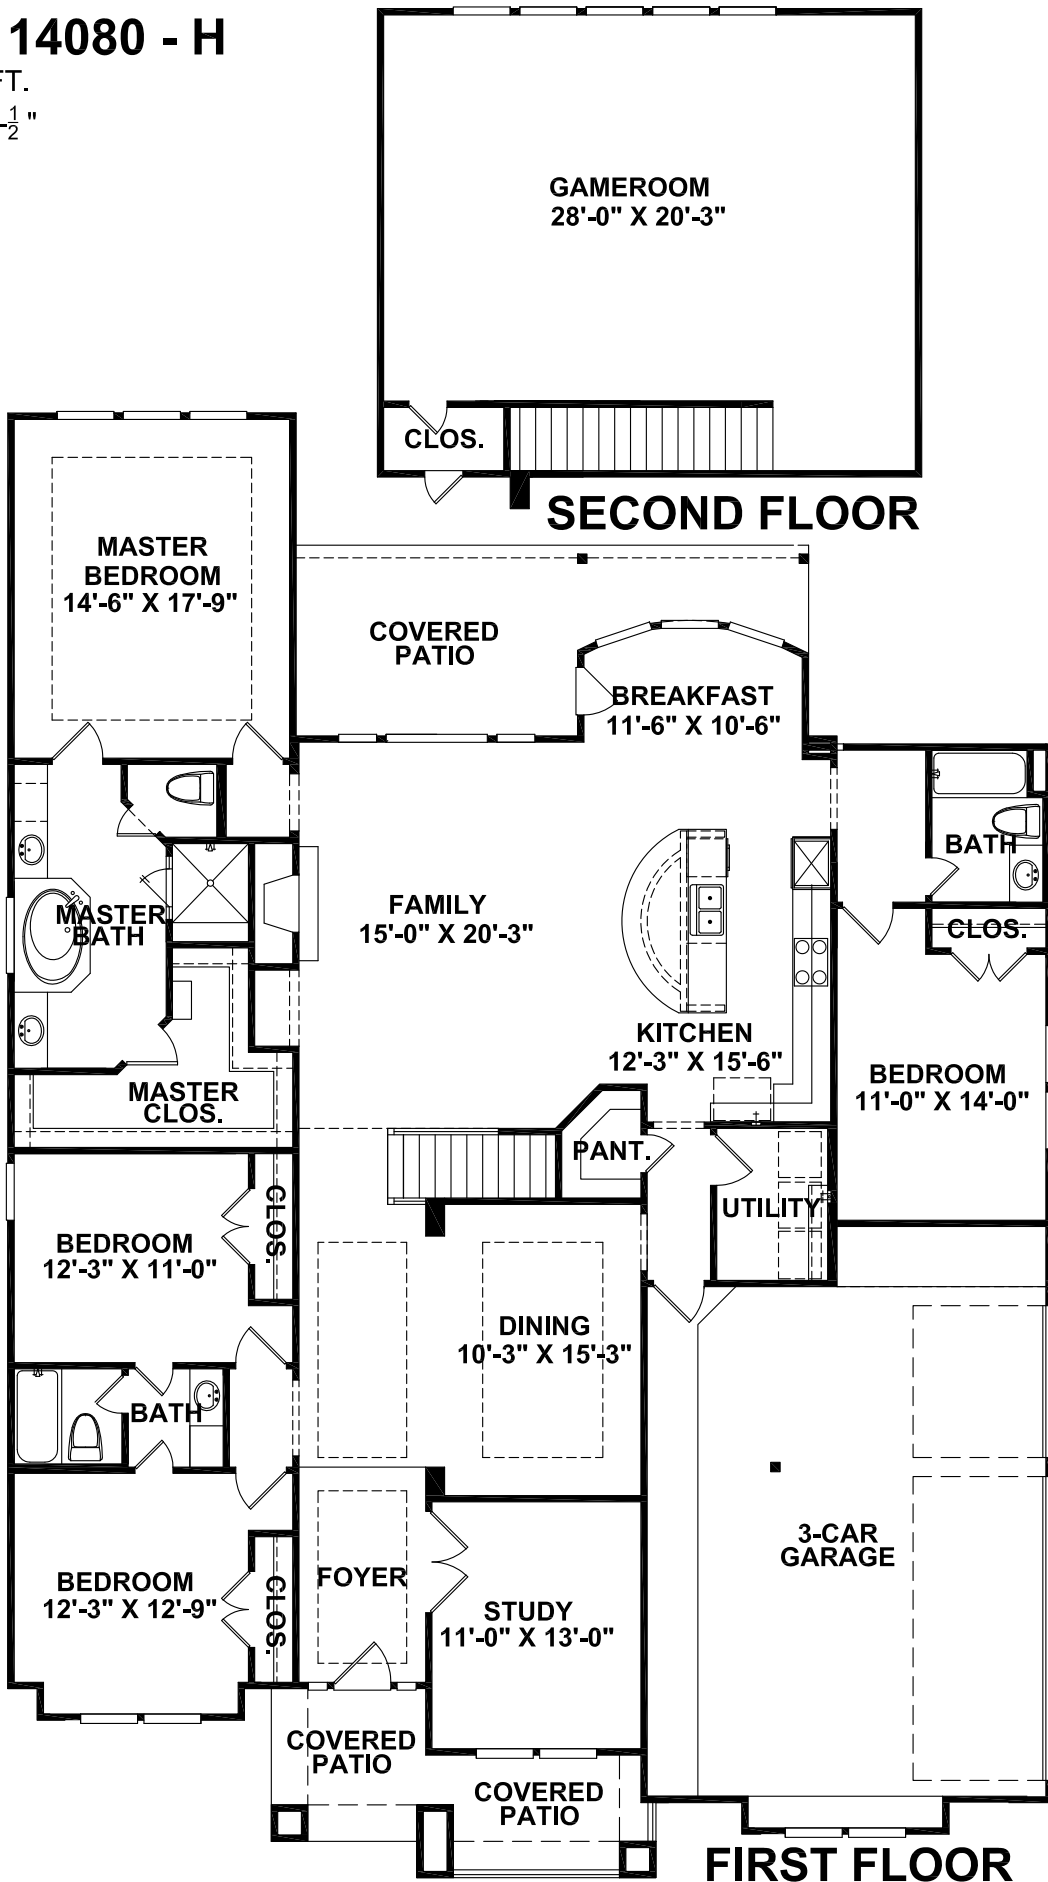 14080 - H
FT.
-½ "
GAMEROOM
28'-0" X 20'-3"
CLOS.
SECOND FLOOR
MASTER
BEDROOM
14'-6" X 17'-9"
COVERED
PATIO
BREAKFAST
11'-6" X 10'-6"
BATH
MASTER
BATH
FAMILY
15'-0" X 20'-3"
CLOS.
KITCHEN
12'-3" X 15'-6"
BEDROOM
11'-0" X 14'-0"
MASTER
CLOS.
PANT.
UTILITY
CLOS.
BEDROOM
12'-3" X 11'-0"
DINING
10'-3" X 15'-3"
BATH
3-CAR
GARAGE
FOYER
BEDROOM
12'-3" X 12'-9"
CLOS.
STUDY
11'-0" X 13'-0"
COVERED
PATIO
COVERED
PATIO
FIRST FLOOR